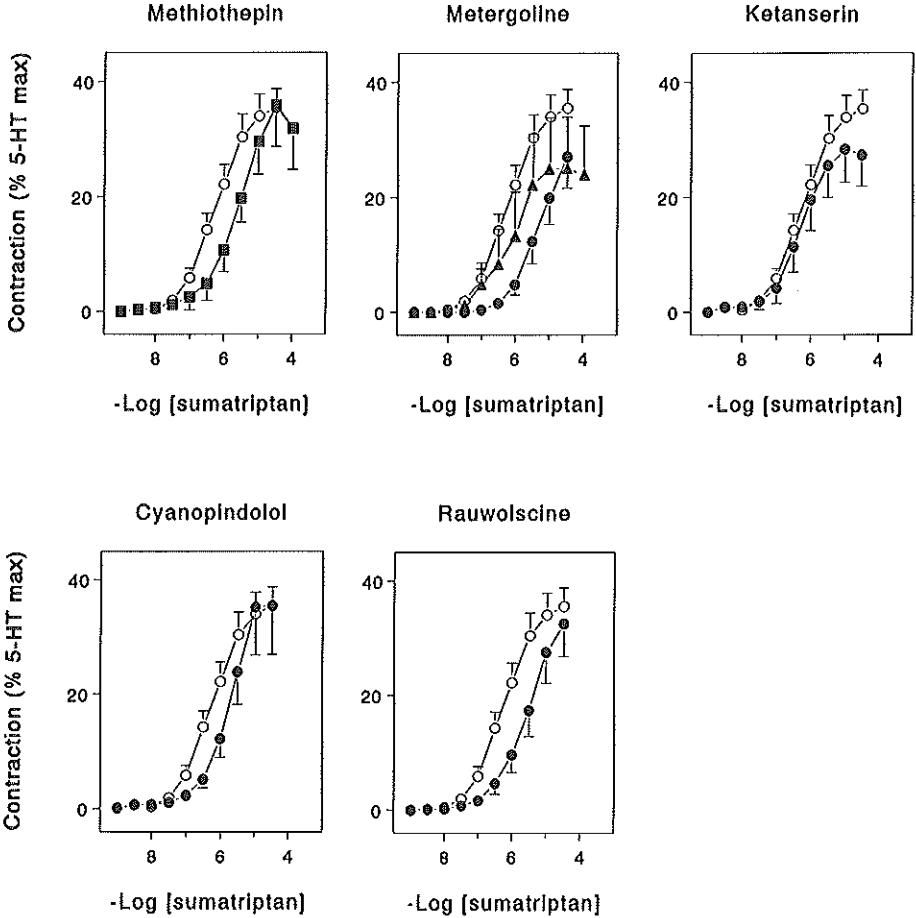 Methiothepin
Metergoline
Ketanserin
Contraction (% 5-HT max)
40
20
0
8 6 4
-Log [sumatriptan]
40
20
0
8 6 4
-Log [sumatriptan]
40
20
0
8 6 4
-Log [sumatriptan]
Cyanopindolol
Rauwolscine
Contraction (% 5-HT max)
40
20
0
8 6 4
-Log [sumatriptan]
40
20
0
8 6 4
-Log [sumatriptan]